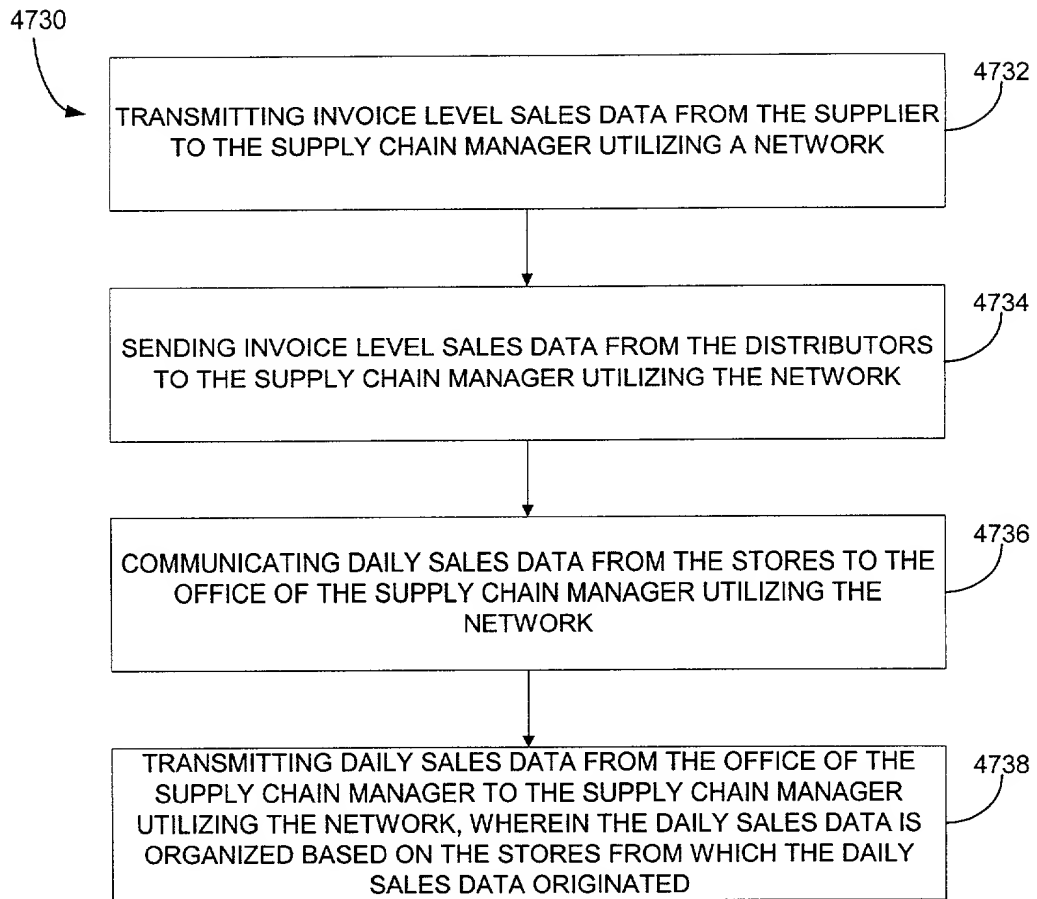 4730
4732
TRANSMITTING INVOICE LEVEL SALES DATA FROM THE SUPPLIER
TO THE SUPPLY CHAIN MANAGER UTILIZING A NETWORK
4734
SENDING INVOICE LEVEL SALES DATA FROM THE DISTRIBUTORS
TO THE SUPPLY CHAIN MANAGER UTILIZING THE NETWORK
4736
COMMUNICATING DAILY SALES DATA FROM THE STORES TO THE
OFFICE OF THE SUPPLY CHAIN MANAGER UTILIZING THE
NETWORK
4738
TRANSMITTING DAILY SALES DATA FROM THE OFFICE OF THE
SUPPLY CHAIN MANAGER TO THE SUPPLY CHAIN MANAGER
UTILIZING THE NETWORK, WHEREIN THE DAILY SALES DATA IS
ORGANIZED BASED ON THE STORES FROM WHICH THE DAILY
SALES DATA ORIGINATED